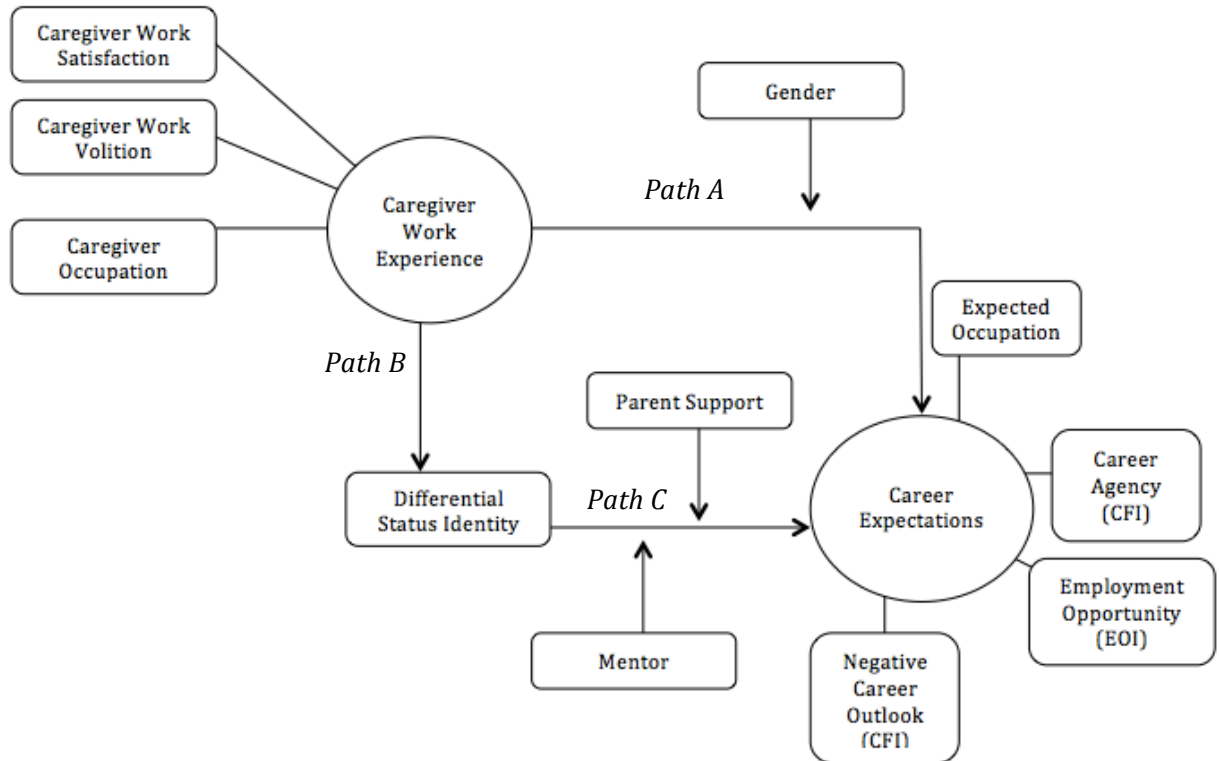 Caregiver Work
Satisfaction
Caregiver Work
Volition
Caregiver
Occupation
Caregiver
Work
Experience
Gender
Path A
Expected
Occupation
Path B
Parent Support
Differential
Status Identity
Path C
Career
Expectations
Career
Agency
(CFI)
Employment
Opportunity
(EOI)
Mentor
Negative
Career
Outlook
(CFI)